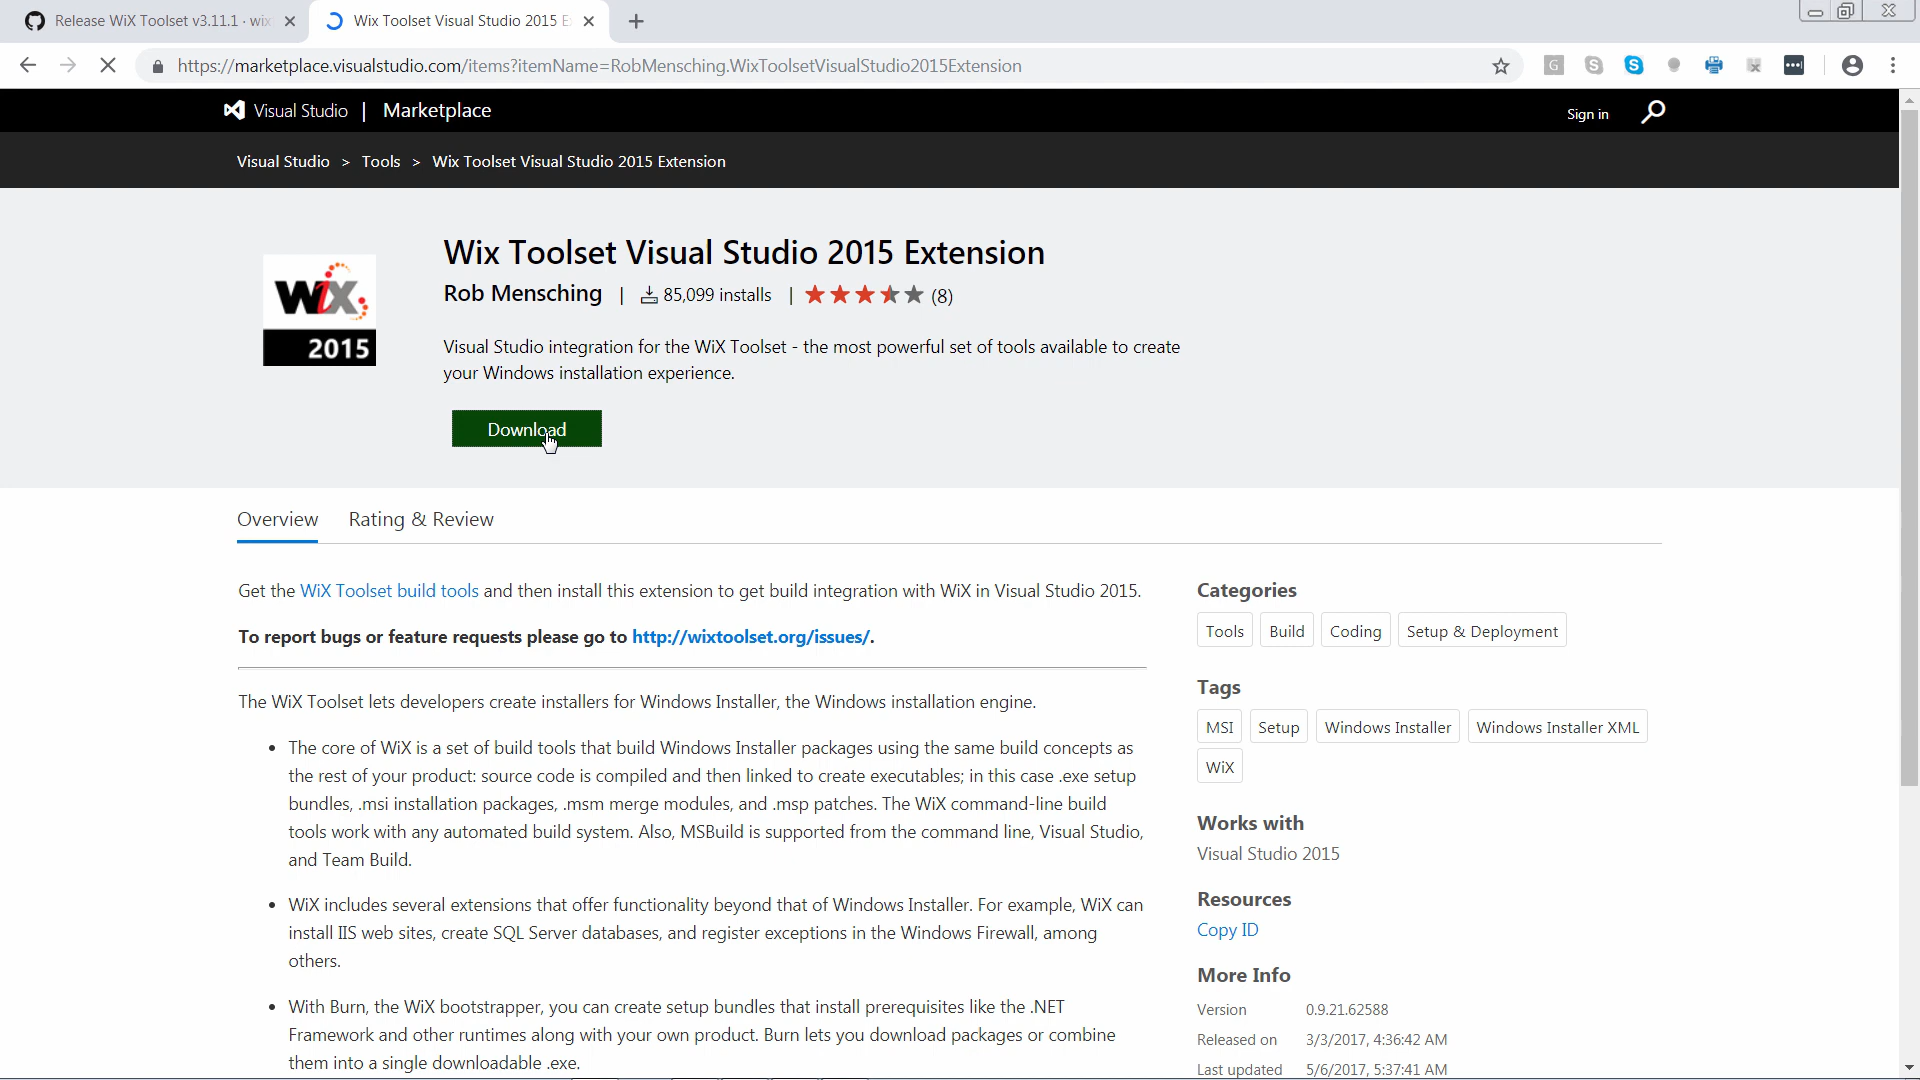 Release WiX Toolset v3.11.1 · wix
Wix Toolset Visual Studio 2015 E
https://marketplace.visualstudio.com/items?itemName=RobMensching.WixToolsetVisualStudio2015Extension
Visual Studio | Marketplace
Sign in
Visual Studio > Tools > Wix Toolset Visual Studio 2015 Extension
WiX
2015
Wix Toolset Visual Studio 2015 Extension
Rob Mensching | 85,099 installs | (8)
Visual Studio integration for the WiX Toolset - the most powerful set of tools available to create
your Windows installation experience.
Download
Overview Rating & Review
Get the WiX Toolset build tools and then install this extension to get build integration with WiX in Visual Studio 2015.
To report bugs or feature requests please go to http://wixtoolset.org/issues/.
The WiX Toolset lets developers create installers for Windows Installer, the Windows installation engine.
• The core of WiX is a set of build tools that build Windows Installer packages using the same build concepts as
the rest of your product: source code is compiled and then linked to create executables; in this case .exe setup
bundles, .msi installation packages, .msm merge modules, and .msp patches. The WiX command-line build
tools work with any automated build system. Also, MSBuild is supported from the command line, Visual Studio,
and Team Build.
• WiX includes several extensions that offer functionality beyond that of Windows Installer. For example, WiX can
install IIS web sites, create SQL Server databases, and register exceptions in the Windows Firewall, among
others.
• With Burn, the WiX bootstrapper, you can create setup bundles that install prerequisites like the .NET
Framework and other runtimes along with your own product. Burn lets you download packages or combine
them into a single downloadable .exe.
Categories
Tools Build Coding Setup & Deployment
Tags
MSI Setup Windows Installer Windows Installer XML
WiX
Works with
Visual Studio 2015
Resources
Copy ID
More Info
Version 0.9.21.62588
Released on 3/3/2017, 4:36:42 AM
Last updated 5/6/2017, 5:37:41 AM